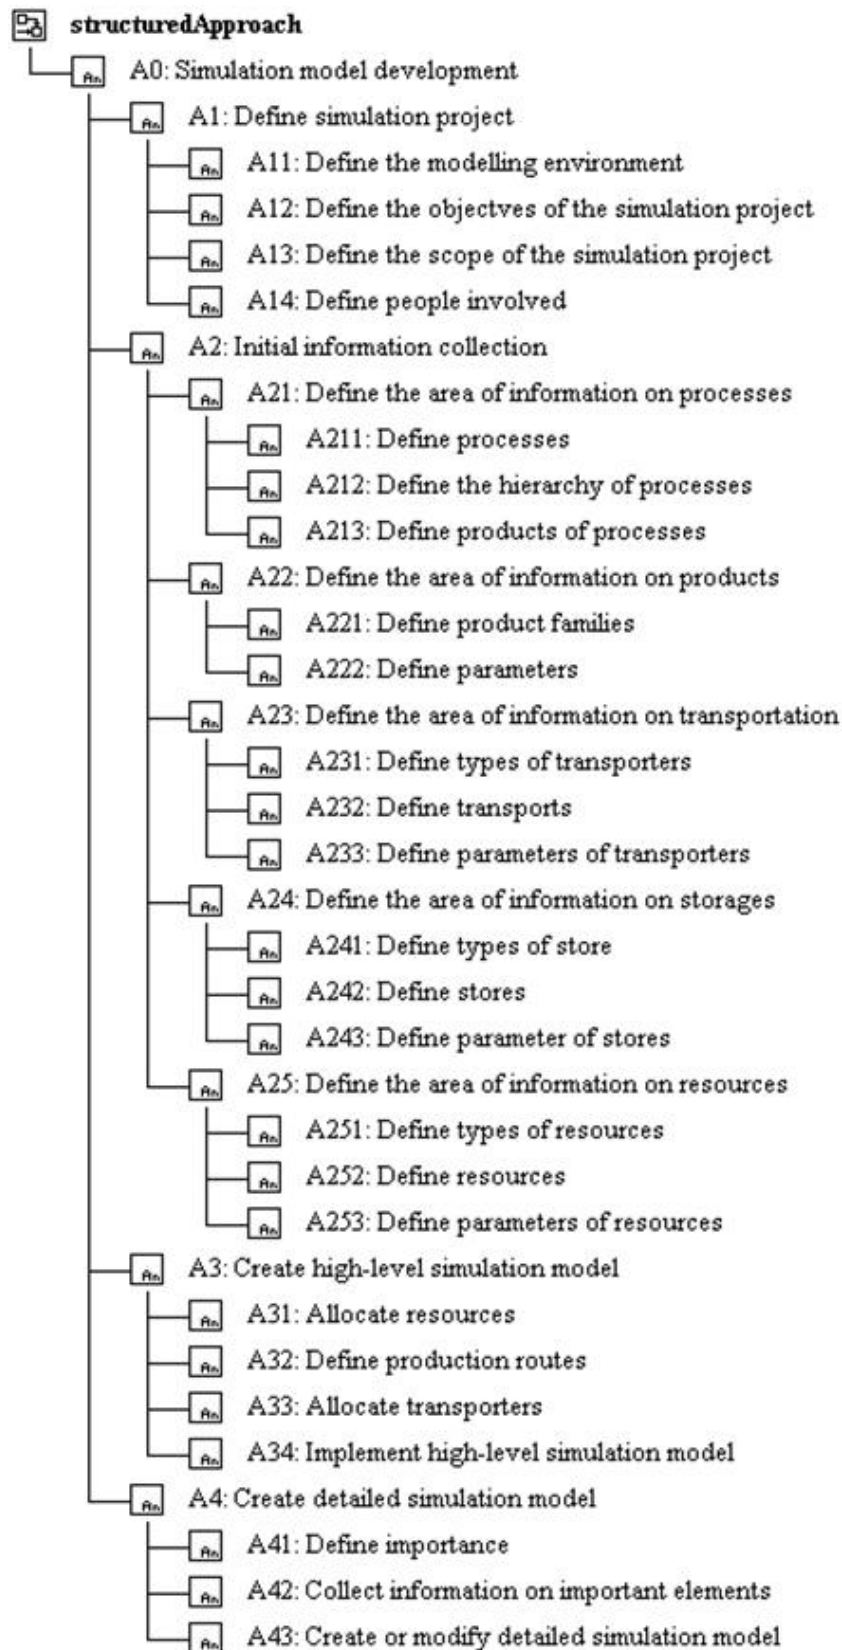 structuredApproach
A0: Simulation model development
A1: Define simulation project
A11: Define the modelling environment
A12: Define the objectves of the simulation project
A13: Define the scope of the simulation project
A14: Define people involved
A2: Initial information collection
A21: Define the area of information on processes
A211: Define processes
A212: Define the hierarchy of processes
A213: Define products of processes
A22: Define the area of information on products
A221: Define product families
A222: Define parameters
A23: Define the area of information on transportation
A231: Define types of transporters
A232: Define transports
A233: Define parameters of transporters
A24: Define the area of information on storages
A241: Define types of store
A242: Define stores
A243: Define parameter of stores
A25: Define the area of information on resources
A251: Define types of resources
A252: Define resources
A253: Define parameters of resources
A3: Create high-level simulation model
A31: Allocate resources
A32: Define production routes
A33: Allocate transporters
A34: Implement high-level simulation model
A4: Create detailed simulation model
A41: Define importance
A42: Collect information on important elements
A43: Create or modify detailed simulation model